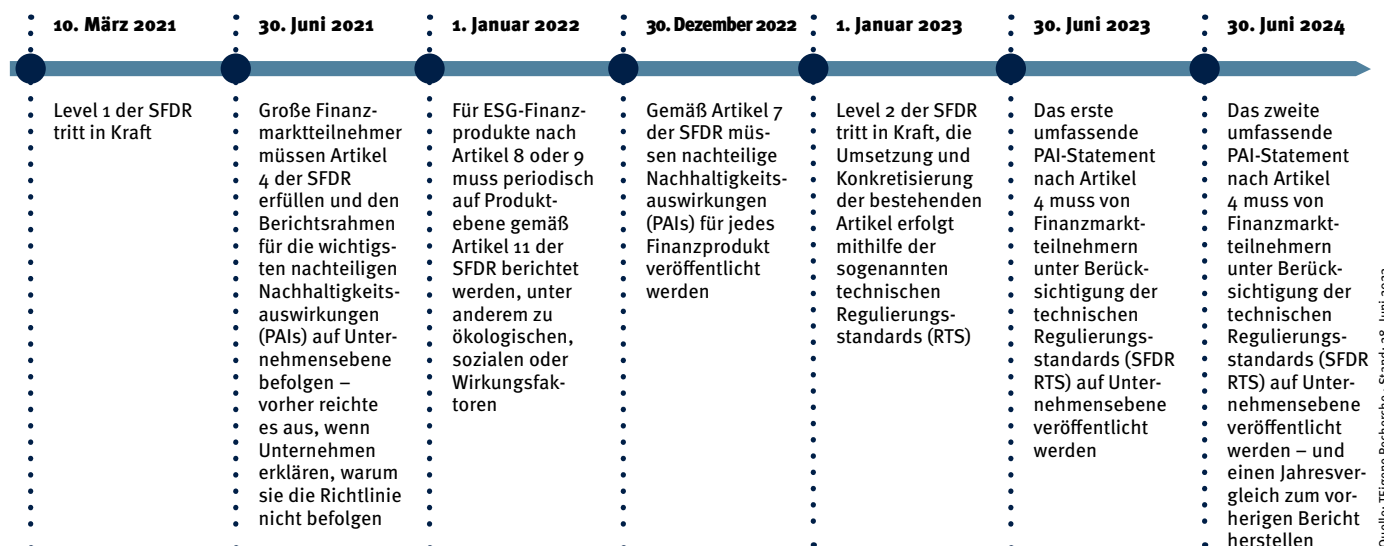 10. März 2021
Level 1 der SFDR
tritt in Kraft
30. Juni 2021
Große Finanz-
marktteilnehmer
müssen Artikel
4 der SFDR
erfüllen und den
Berichtsrahmen
für die wichtigs-
ten nachteiligen
Nachhaltigkeits-
auswirkungen
(PAIs) auf Unter-
nehmensebene
befolgen –
vorher reichte
es aus, wenn
Unternehmen
erklären, warum
sie die Richtlinie
nicht befolgen
1. Januar 2022
Für ESG-Finanz-
produkte nach
Artikel 8 oder 9
muss periodisch
auf Produkt-
ebene gemäß
Artikel 11 der
SFDR berichtet
werden, unter
anderem zu
ökologischen,
sozialen oder
Wirkungsfak-
toren
30. Dezember 2022
Gemäß Artikel 7
der SFDR müs-
sen nachteilige
Nachhaltigkeits-
auswirkungen
(PAIs) für jedes
Finanzprodukt
veröffentlicht
werden
1. Januar 2023
Level 2 der SFDR
tritt in Kraft, die
Umsetzung und
Konkretisierung
der bestehenden
Artikel erfolgt
mithilfe der
sogenannten
technischen
Regulierungs-
standards (RTS)
30. Juni 2023
Das erste
umfassende
PAI-Statement
nach Artikel
4 muss von
Finanzmarkt-
teilnehmern
unter Berück-
sichtigung der
technischen
Regulierungs-
standards (SFDR
RTS) auf Unter-
nehmensebene
veröffentlicht
werden
30. Juni 2024
Das zweite
umfassende
PAI-Statement
nach Artikel
4 muss von
Finanzmarkt-
teilnehmern
unter Berück-
sichtigung der
technischen
Regulierungs-
standards (SFDR
RTS) auf Unter-
nehmensebene
veröffentlicht
werden – und
einen Jahresver-
gleich zum vor-
herigen Bericht
herstellen
Recherche · Stand: 28. Juni